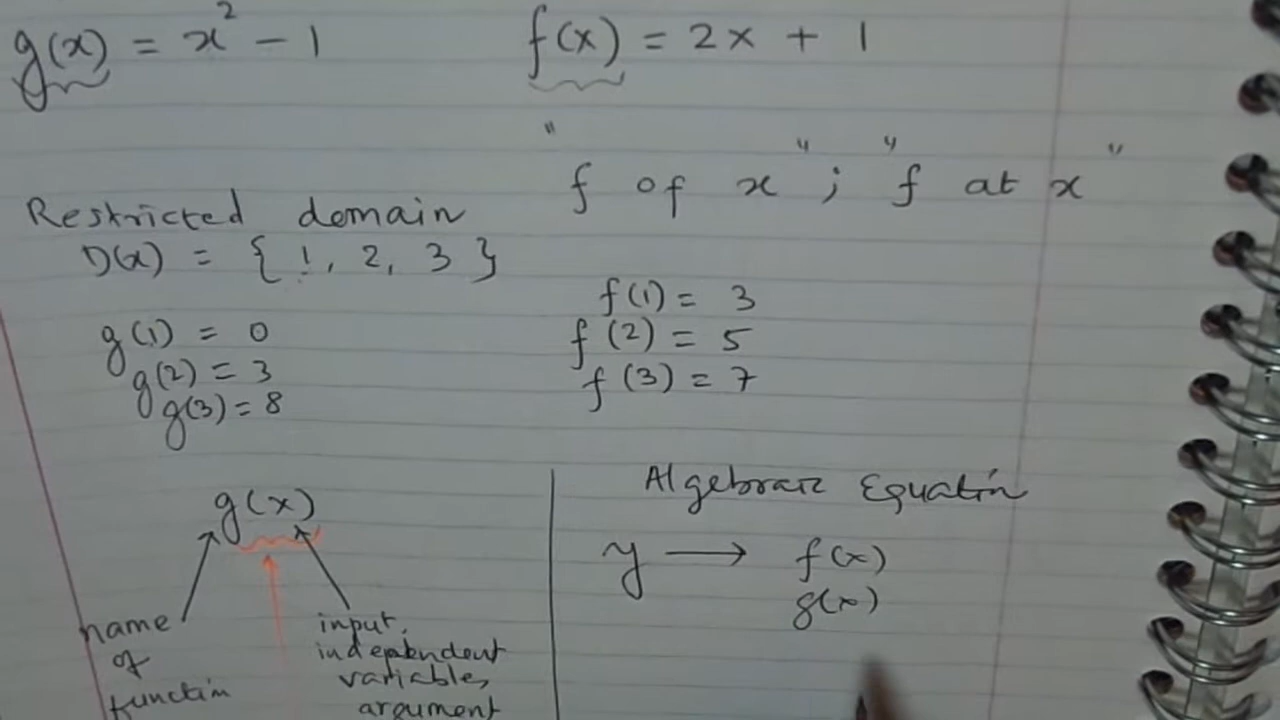 g(x) = x² - 1
f(x) = 2x + 1
"f of x" ; "f at x"
Restricted domain
D(x) = { 1, 2, 3 }
g(1) = 0
g(2) = 3
g(3) = 8
f(1) = 3
f(2) = 5
f(3) = 7
g(x)
name
of
function
input,
independent
variables,
argument
Algebraic Equation
y → f(x)
g(x)